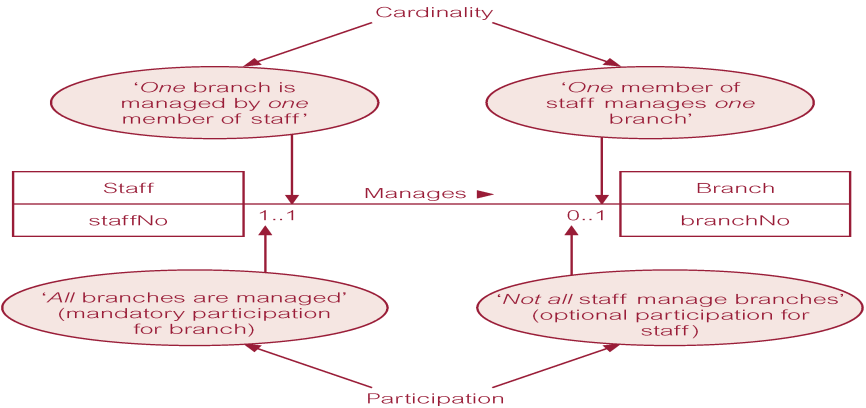 Cardinality
‘One branch is
managed by one
member of staff’
‘One member of
staff manages one
branch’
Staff
staffNo
Manages
Branch
branchNo
1..1
0..1
‘All branches are managed’
(mandatory participation
for branch)
‘Not all staff manage branches’
(optional participation for
staff)
Participation